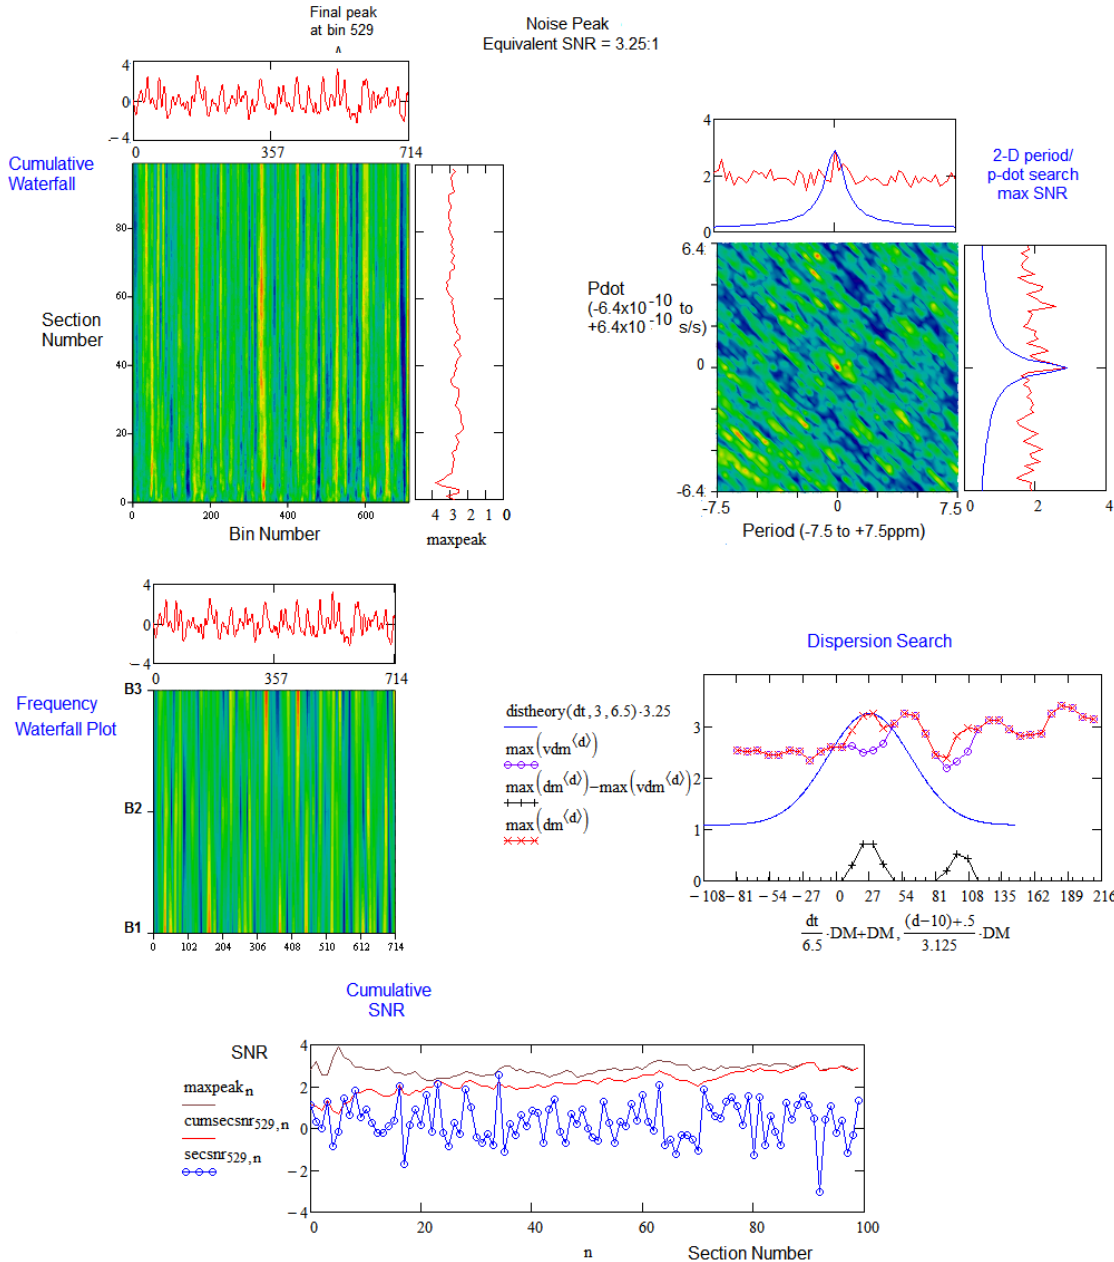 Final peak
at bin 529
^
Noise Peak
Equivalent SNR = 3.25:1
4
0
-4
0 357 714
Cumulative
Waterfall
80
60
40
20
0
Section
Number
0 200 400 600
Bin Number
4 3 2 1 0
maxpeak
4
2
0
2-D period/
p-dot search
max SNR
6.4
0
-6.4
Pdot
(-6.4x10^-10 to
+6.4x10^-10 s/s)
-7.5 0 7.5
0 2 4
Period (-7.5 to +7.5ppm)
4
0
-4
0 357 714
Frequency
Waterfall Plot
B3
B2
B1
0 102 204 306 408 510 612 714
Dispersion Search
distheory(dt, 3, 6.5)·3.25
max(vdm^⟨d⟩)
max(dm^⟨d⟩)−max(vdm^⟨d⟩)
max(dm^⟨d⟩)
3
2
1
0
−108 −81 −54 −27 0 27 54 81 108 135 162 189 216
dt/6.5·DM+DM, (d−10)+.5/3.125·DM
Cumulative
SNR
SNR
maxpeak n
cumsecsnr 529,n
secsnr 529,n
4
2
0
−2
−4
0 20 40 60 80 100
n Section Number